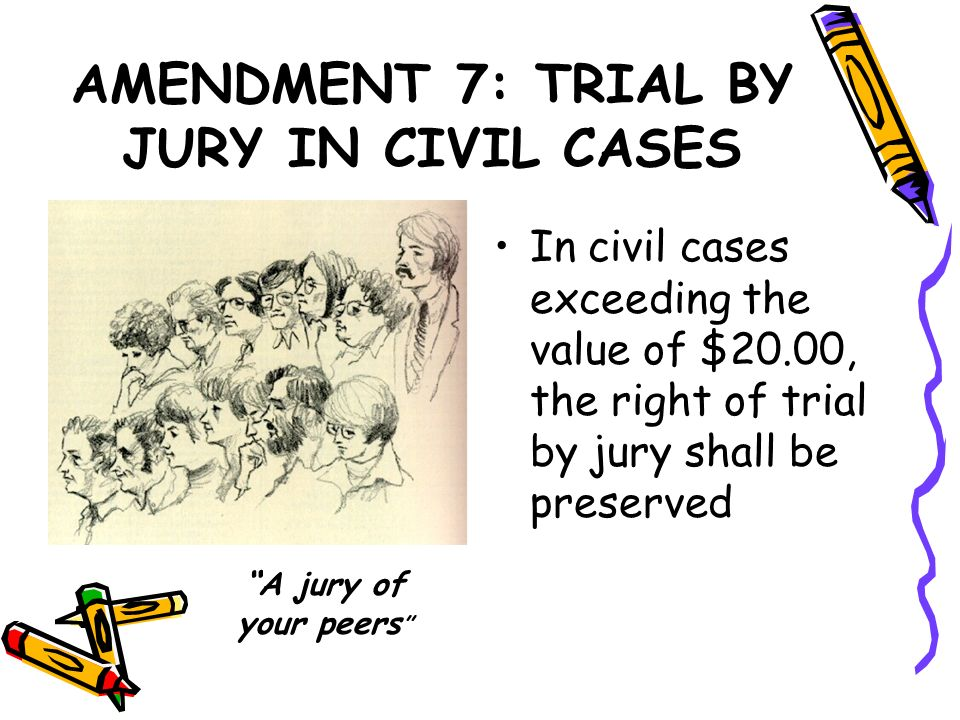 AMENDMENT 7: TRIAL BY
JURY IN CIVIL CASES
• In civil cases
exceeding the
value of $20.00,
the right of trial
by jury shall be
preserved
“A jury of
your peers”